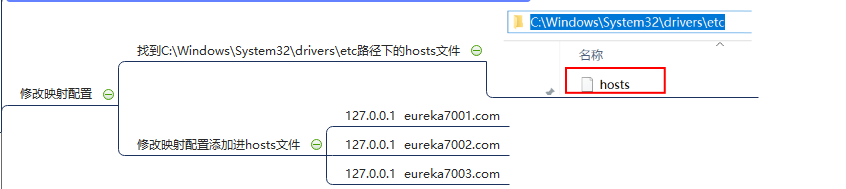 C:\Windows\System32\drivers\etc
名称
hosts
找到C:\Windows\System32\drivers\etc路径下的hosts文件
修改映射配置
修改映射配置添加进hosts文件
127.0.0.1 eureka7001.com
127.0.0.1 eureka7002.com
127.0.0.1 eureka7003.com